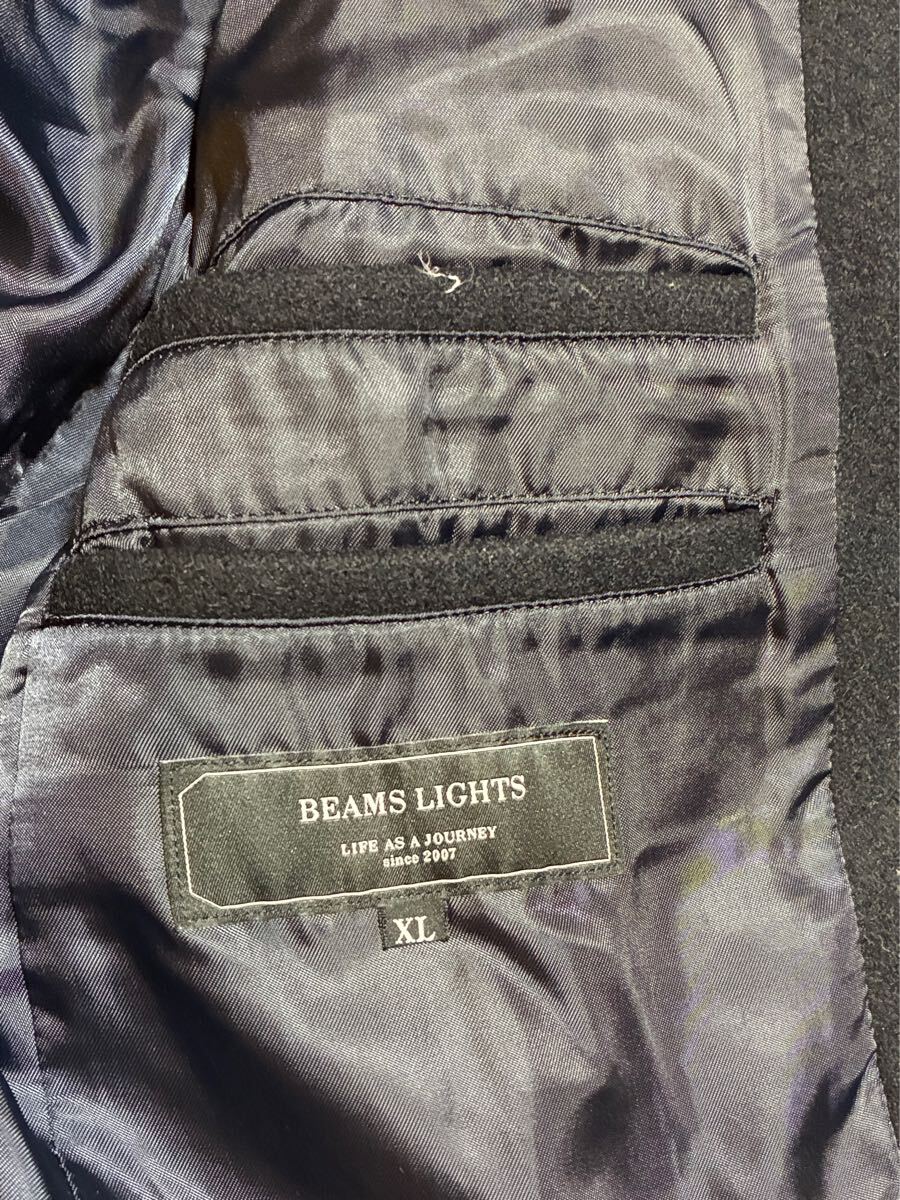 BEAMS LIGHTS
LIFE AS A JOURNEY
since 2007
XL